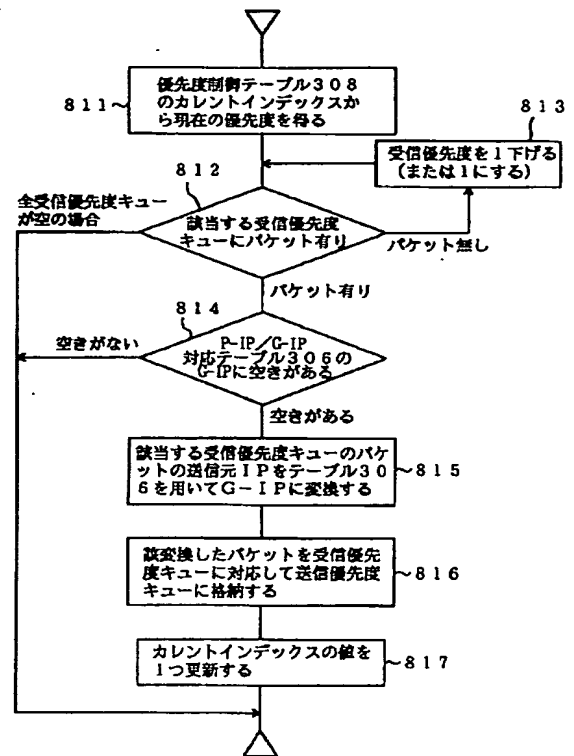 811
優先度制御テーブル308
のカレントインデックスか
ら現在の優先度を得る
813
受信優先度を1下げる
(または1にする)
812
全受信優先度キュー
が空の場合
該当する受信優先度
キューにパケット有り
パケット無し
パケット有り
814
空きがない
P-IP/G-IP
対応テーブル306の
G-IPに空きがある
空きがある
該当する受信優先度キューのパケ
ットの送信元IPをテーブル30
6を用いてG-IPに変換する
815
該変換したパケットを受信優先
度キューに対応して送信優先度
キューに格納する
816
カレントインデックスの値を
1つ更新する
817